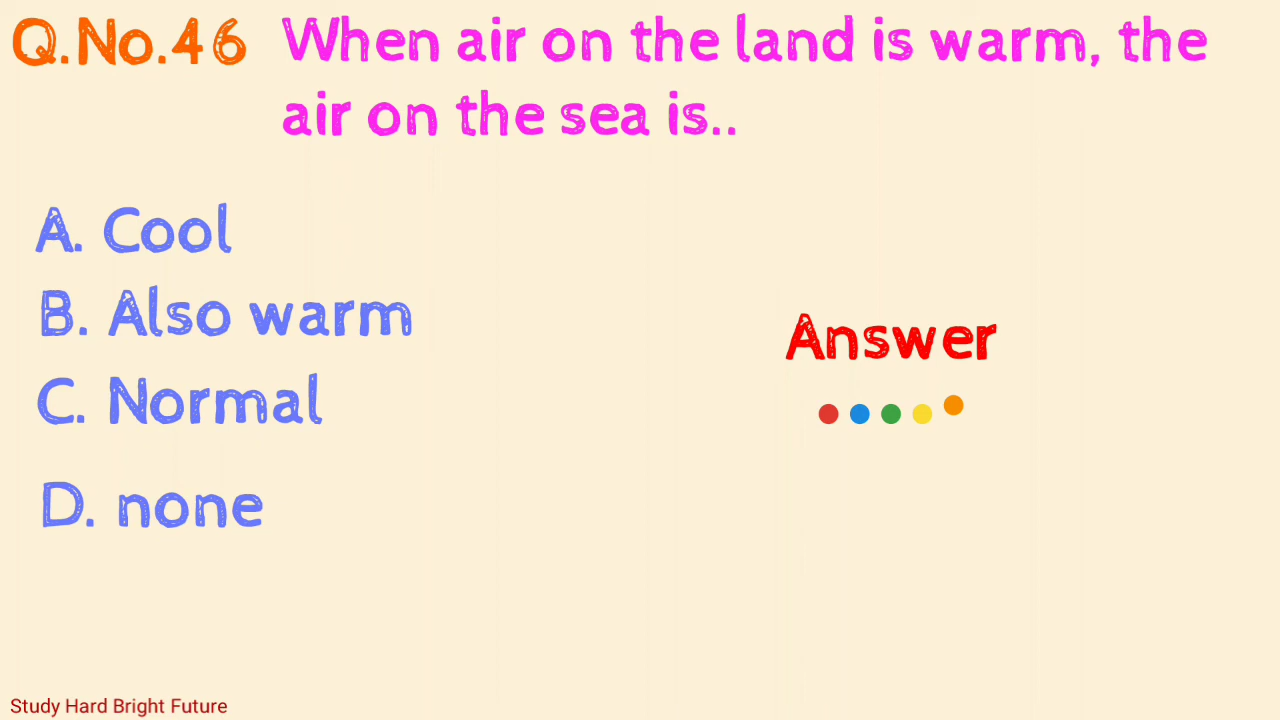 Q.No.46 When air on the land is warm, the
air on the sea is..
A. Cool
B. Also warm
C. Normal
D. none
Answer
Study Hard Bright Future